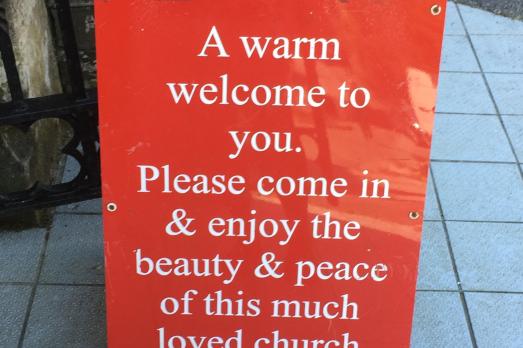 A warm
welcome to
you.
Please come in
& enjoy the
beauty & peace
of this much
loved church